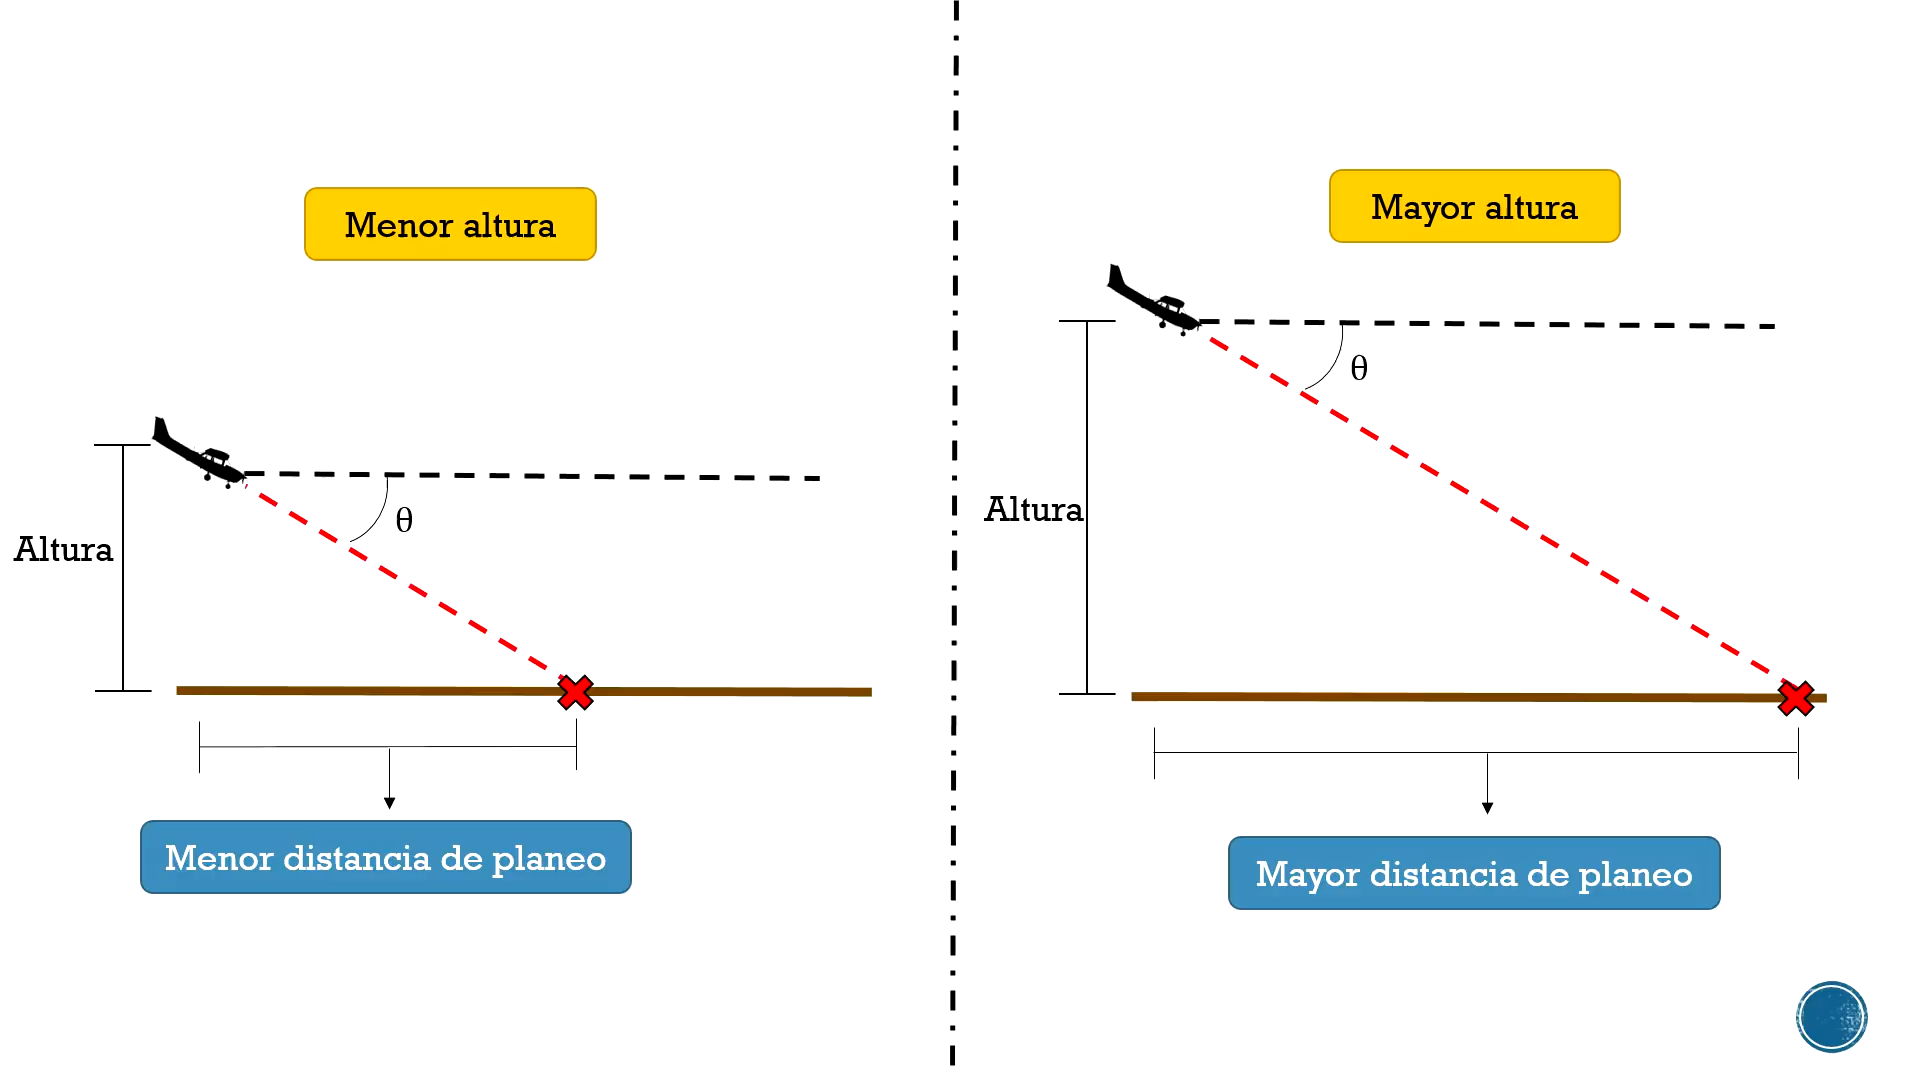 Menor altura
θ
Altura
Menor distancia de planeo
Mayor altura
θ
Altura
Mayor distancia de planeo